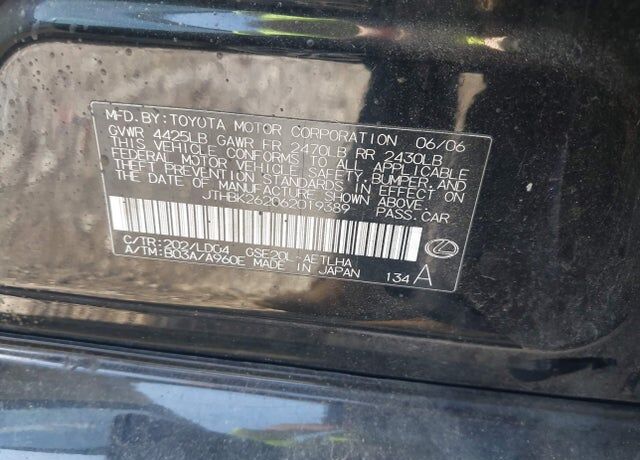 MFD. BY: TOYOTA MOTOR CORPORATION 06/06
GVWR 4425LB GAWR FR 2470LB RR 2430LB
THIS VEHICLE CONFORMS TO ALL APPLICABLE
FEDERAL MOTOR VEHICLE SAFETY, BUMPER, AND
THEFT PREVENTION STANDARDS IN EFFECT ON
THE DATE OF MANUFACTURE SHOWN ABOVE.
JTHBK262062019389 PASS.CAR
C/TR: 202/LD04 GSE20L-AETLHA
A/TM: B03A/A960E MADE IN JAPAN 134 A